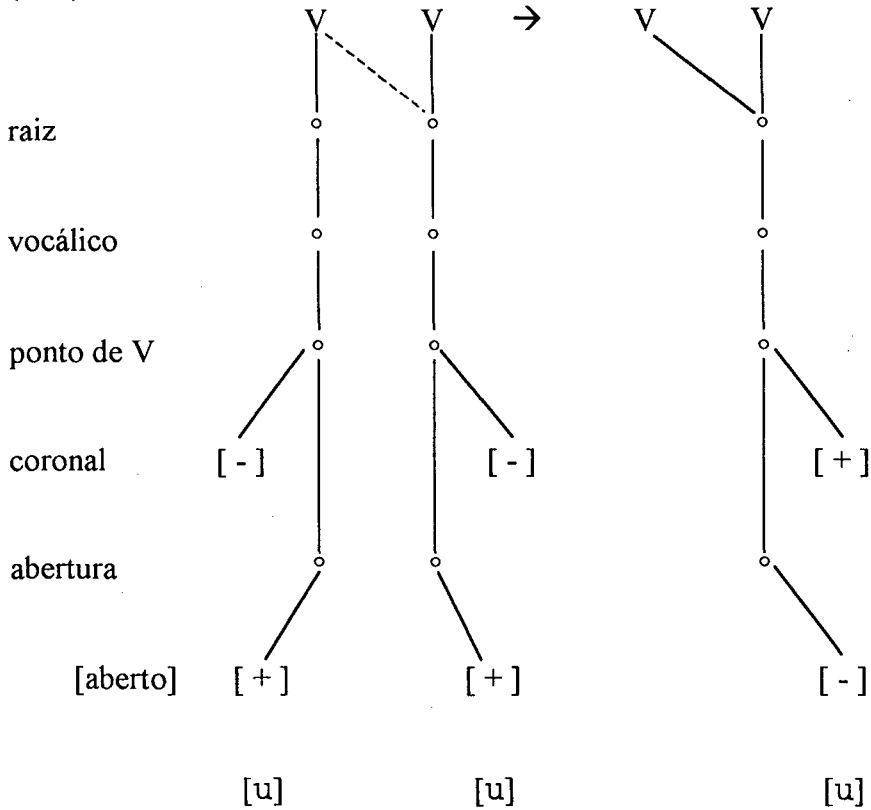 V V → V V
raiz
vocálico
ponto de V
coronal [ - ] [ - ] [ + ]
abertura
[aberto] [ + ] [ + ] [ - ]
[u] [u] [u]